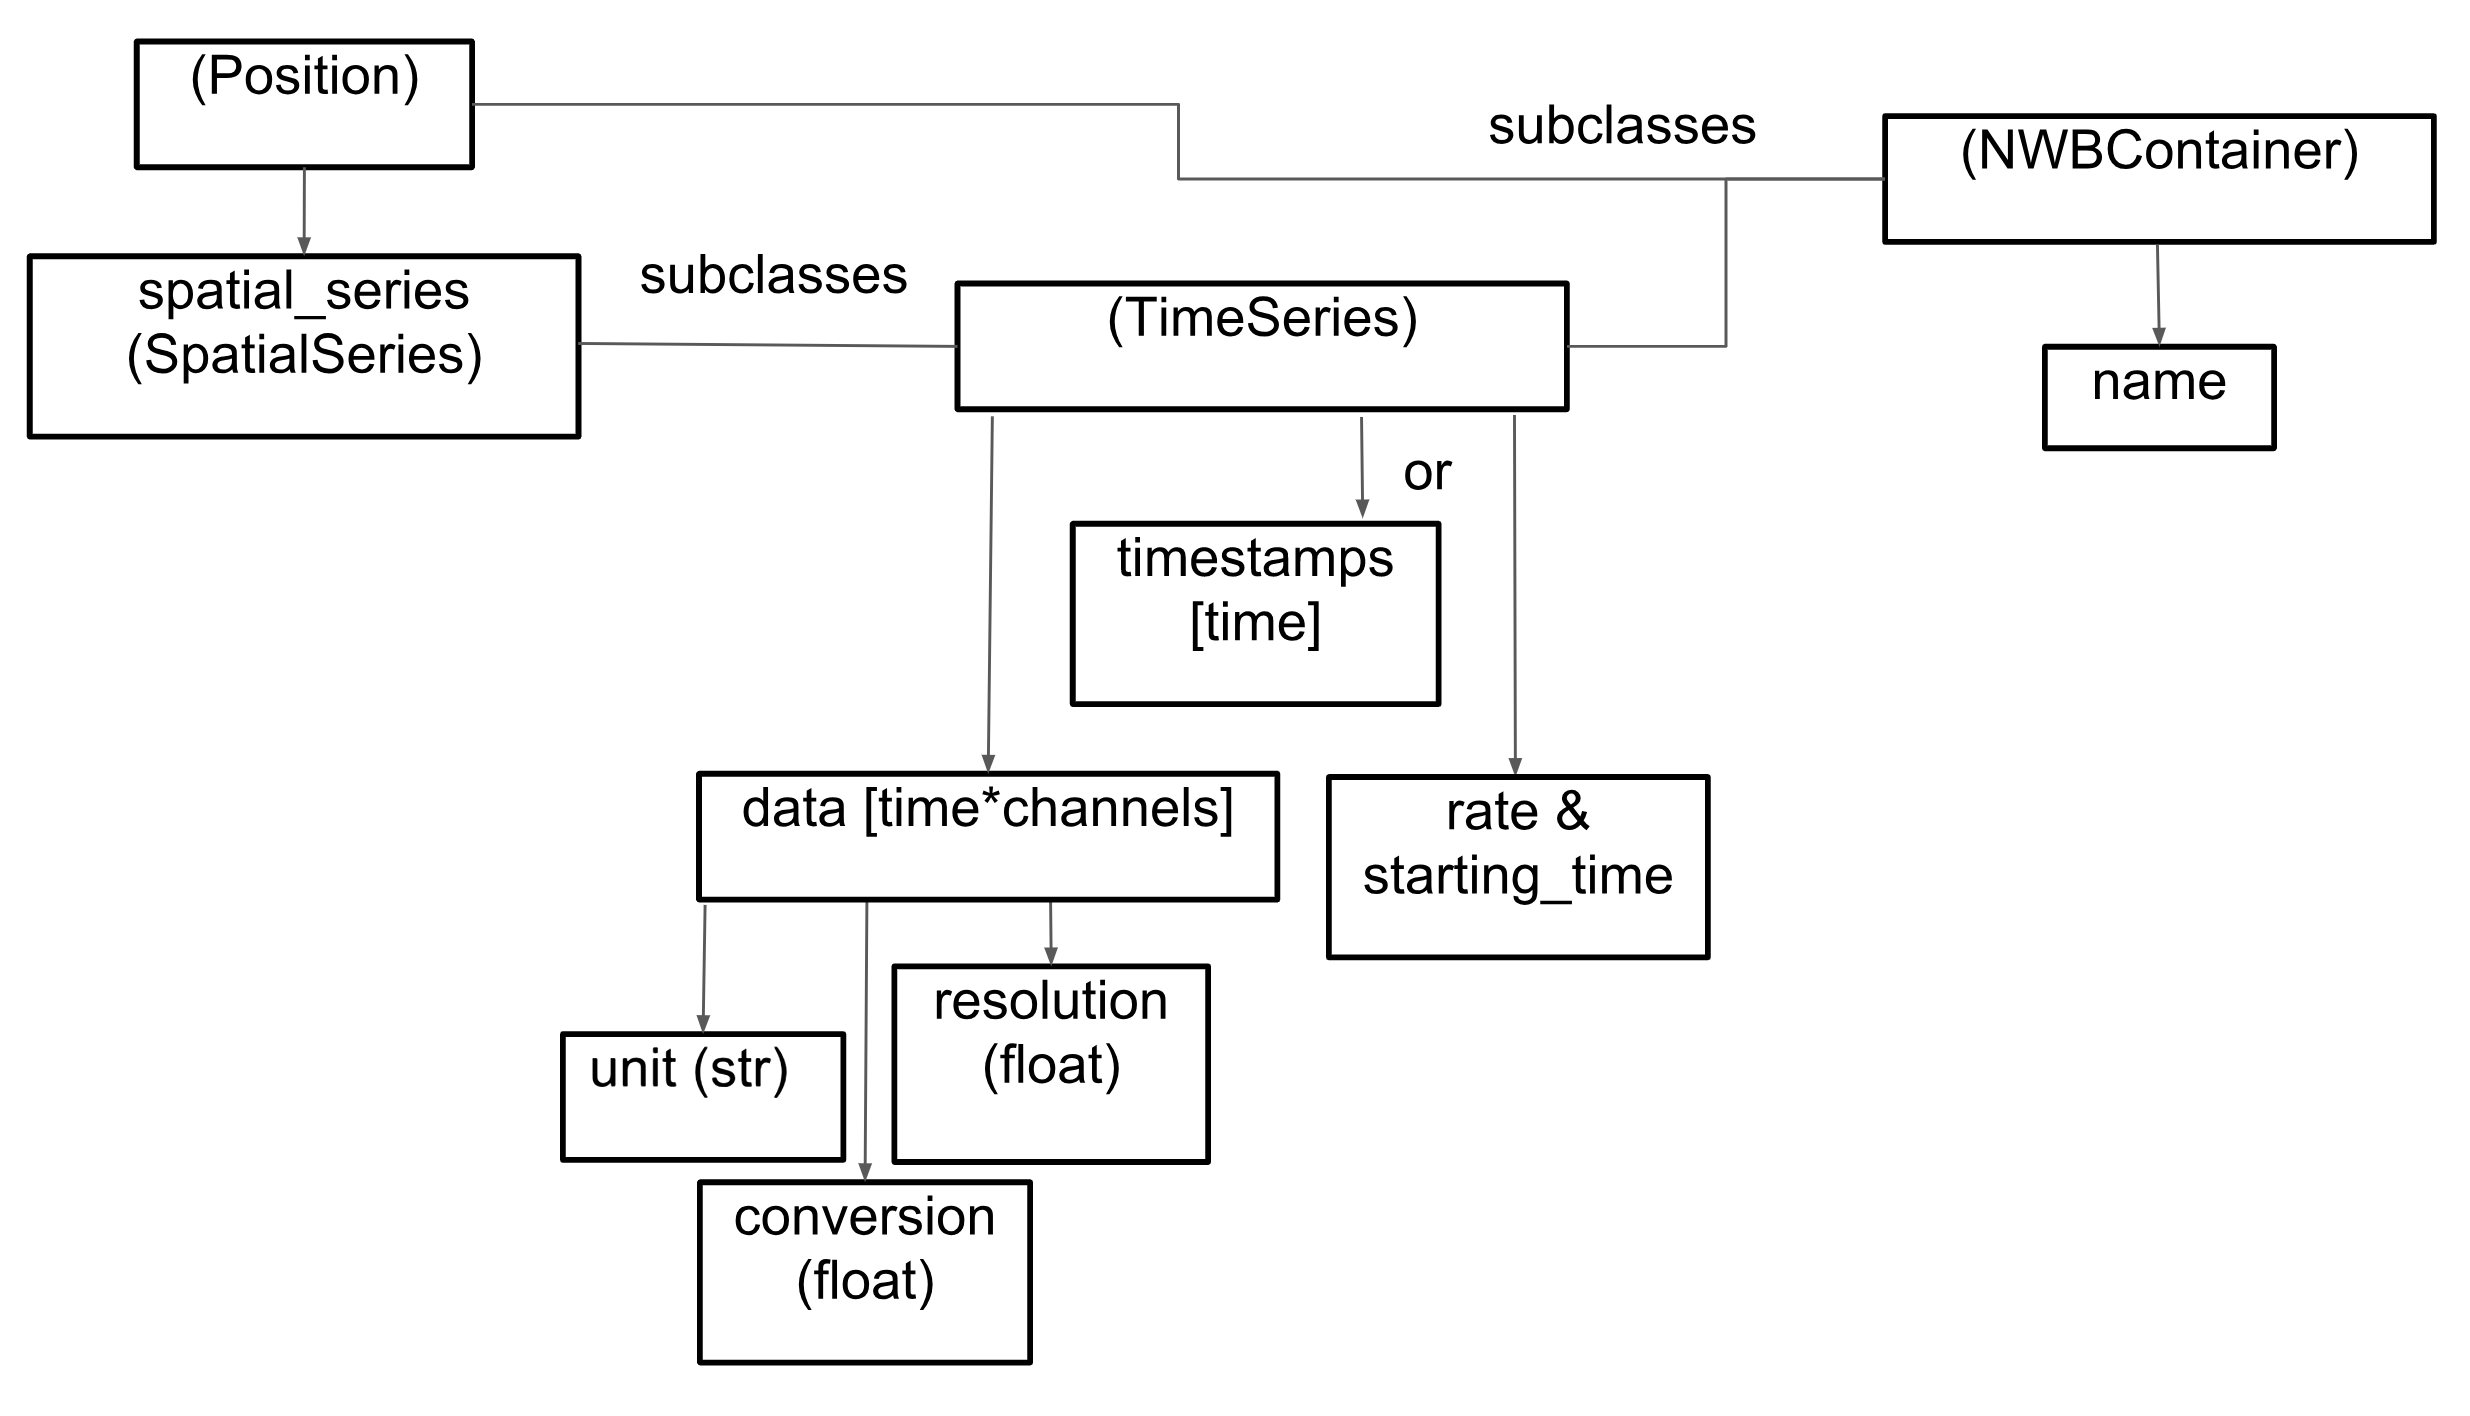 (Position)
subclasses
(NWBContainer)
spatial_series
(SpatialSeries)
subclasses
(TimeSeries)
name
or
timestamps
[time]
data [time*channels]
rate &
starting_time
resolution
(float)
unit (str)
conversion
(float)